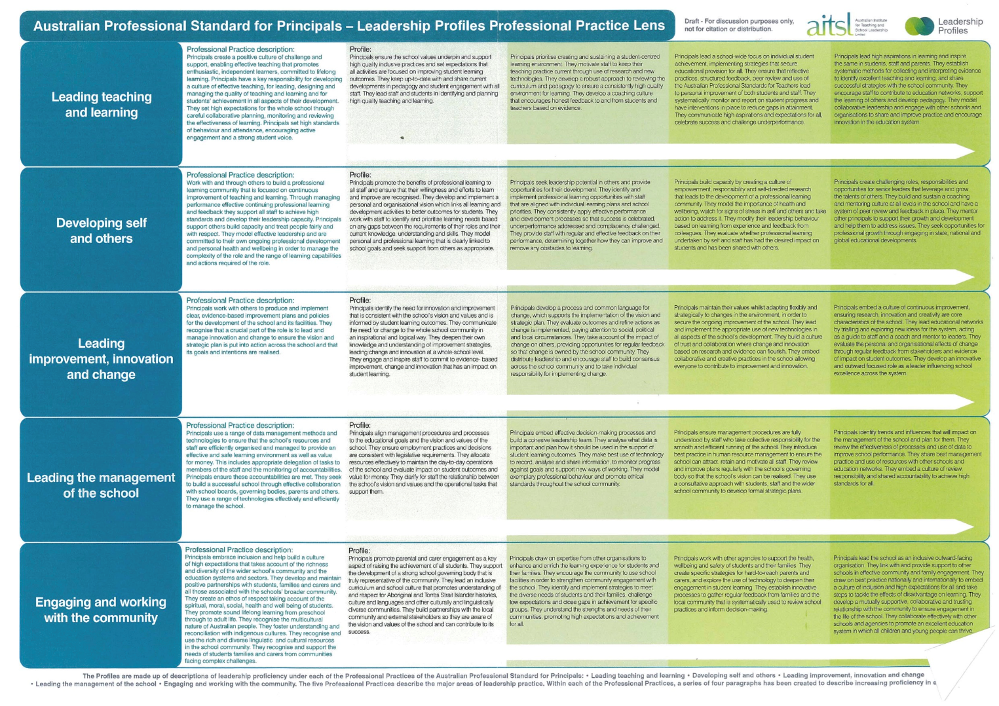 Australian Professional Standard for Principals – Leadership Profiles Professional Practice Lens
Draft - For discussion purposes only,
not for citation or distribution.
aitsl
Australian Institute
for Teaching and
School Leadership
Limited
Leadership
Profiles
Leading teaching
and learning
Professional Practice description:
Principals create a positive culture of challenge and
support, enabling effective teaching that promotes
enthusiastic, independent learners, committed to lifelong
learning. Principals have a key responsibility for developing
a culture of effective teaching, for leading, designing and
managing the quality of teaching and learning and for
students' achievement in all aspects of their development.
They set high expectations for the whole school through
careful collaborative planning, monitoring and reviewing
the effectiveness of learning. Principals set high standards
of behaviour and attendance, encouraging active
engagement and a strong student voice.
Profile:
Principals ensure the school values underpin and support
high quality inclusive practices and set expectations that
all activities are focused on improving student learning
outcomes. They keep up-to-date with and share current
developments in pedagogy and student engagement with all
staff. They lead staff and students in identifying and planning
high quality teaching and learning.
Principals prioritise creating and sustaining a student-centred
learning environment. They motivate staff to keep their
teaching practice current through use of research and new
technologies. They develop a robust approach to reviewing the
curriculum and pedagogy to ensure a consistently high quality
environment for learning. They develop a coaching culture
that encourages honest feedback to and from students and
teachers based on evidence.
Principals lead a school-wide focus on individual student
achievement, implementing strategies that secure
educational provision for all. They ensure that reflective
practices, structured feedback, peer review and use of
the Australian Professional Standards for Teachers lead
to personal improvement of both students and staff. They
systematically monitor and report on student progress and
have interventions in place to reduce gaps in attainment.
They communicate high aspirations and expectations for all,
celebrate success and challenge underperformance.
Principals lead high aspirations in learning and inspire
the same in students, staff and parents. They establish
systematic methods for collecting and interpreting evidence
to identify excellent teaching and learning, and share
successful strategies with the school community. They
encourage staff to contribute to education networks, support
the learning of others and develop pedagogy. They model
collaborative leadership and engage with other schools and
organisations to share and improve practice and encourage
innovation in the education system.
Developing self
and others
Professional Practice description:
Work with and through others to build a professional
learning community that is focused on continuous
improvement of teaching and learning. Through managing
performance effective continuing professional learning
and feedback they support all staff to achieve high
standards and develop their leadership capacity. Principals
support others build capacity and treat people fairly and
with respect. They model effective leadership and are
committed to their own ongoing professional development
and personal health and wellbeing in order to manage the
complexity of the role and the range of learning capabilities
and actions required of the role.
Profile:
Principals promote the benefits of professional learning to
all staff and ensure that their willingness and efforts to learn
and improve are recognised. They develop and implement a
personal and organisational vision which links all learning and
development activities to better outcomes for students. They
work with staff to identify and prioritise learning needs based
on any gaps between the requirements of their roles and their
current knowledge, understanding and skills. They model
personal and professional learning that is clearly linked to
school goals and seek support from others as appropriate.
Principals seek leadership potential in others and provide
opportunities for their development. They identify and
implement professional learning opportunities with staff
that are aligned with individual learning plans and school
priorities. They consistently apply effective performance
and development processes so that success is celebrated,
underperformance addressed and complacency challenged.
They provide staff with regular and effective feedback on their
performance, determining together how they can improve and
remove any obstacles to learning.
Principals build capacity by creating a culture of
empowerment, responsibility and self-directed research
that leads to the development of a professional learning
community. They model the importance of health and
wellbeing, watch for signs of stress in self and others and take
action to address it. They modify their leadership behaviour
based on learning from experience and feedback from
colleagues. They evaluate whether professional learning
undertaken by self and staff has had the desired impact on
students and has been shared with others.
Principals create challenging roles, responsibilities and
opportunities for senior leaders that leverage and grow
the talents of others. They build and sustain a coaching
and mentoring culture at all levels in the school and have a
system of peer review and feedback in place. They mentor
other principals to support their growth and development
and help them to address issues. They seek opportunities for
professional growth through engaging in state, national and
global educational developments.
Leading
improvement, innovation
and change
Professional Practice description:
Principals work with others to produce and implement
clear, evidence-based improvement plans and policies
for the development of the school and its facilities. They
recognise that a crucial part of the role is to lead and
manage innovation and change to ensure the vision and
strategic plan is put into action across the school and that
its goals and intentions are realised.
Profile:
Principals identify the need for innovation and improvement
that is consistent with the school's vision and values and is
informed by student learning outcomes. They communicate
the need for change to the whole school community in
an inspirational and logical way. They deepen their own
knowledge and understanding of improvement strategies,
leading change and innovation at a whole-school level.
They engage and inspire staff to commit to evidence- based
improvement, change and innovation that has an impact on
student learning.
Principals develop a process and common language for
change, which supports the implementation of the vision and
strategic plan. They evaluate outcomes and refine actions as
change is implemented, paying attention to social, political
and local circumstances. They take account of the impact of
change on others, providing opportunities for regular feedback
so that change is owned by the school community. They
distribute leadership and encourage staff to build consensus
across the school community and to take individual
responsibility for implementing change.
Principals maintain their values whilst adapting flexibly and
strategically to changes in the environment, in order to
secure the ongoing improvement of the school. They lead
and implement the appropriate use of new technologies in
all aspects of the school's development. They build a culture
of trust and collaboration where change and innovation
based on research and evidence can flourish. They embed
collaborative and creative practices in the school allowing
everyone to contribute to improvement and innovation.
Principals embed a culture of continuous improvement,
ensuring research, innovation and creativity are core
characteristics of the school. They lead educational networks
by trialling and exploring new ideas for the system, acting
as a guide to staff and a coach and mentor to leaders. They
evaluate the personal and organisational effects of change
through regular feedback from stakeholders and evidence
of impact on student outcomes. They develop an innovative
and outward focused role as a leader influencing school
excellence across the system.
Leading the management
of the school
Professional Practice description:
Principals use a range of data management methods and
technologies to ensure that the school's resources and
staff are efficiently organised and managed to provide an
effective and safe learning environment as well as value
for money. This includes appropriate delegation of tasks to
members of the staff and the monitoring of accountabilities.
Principals ensure these accountabilities are met. They seek
to build a successful school through effective collaboration
with school boards, governing bodies, parents and others.
They use a range of technologies effectively and efficiently
to manage the school.
Profile:
Principals align management procedures and processes
to the educational goals and the vision and values of the
school. They ensure employment practices and decisions
are consistent with legislative requirements. They allocate
resources effectively to maintain the day-to-day operations
of the school and evaluate impact on student outcomes and
value for money. They clarify for staff the relationship between
the school's vision and values and the operational tasks that
support them.
Principals embed effective decision-making processes and
build a cohesive leadership team. They analyse what data is
important and plan how it should be used in the support of
student learning outcomes. They make best use of technology
to record, analyse and share information, to monitor progress
against goals and support new ways of working. They model
exemplary professional behaviour and promote ethical
standards throughout the school community.
Principals ensure management procedures are fully
understood by staff who take collective responsibility for the
smooth and efficient running of the school. They introduce
best practice in human resource management to ensure the
school can attract, retain and motivate all staff. They review
and improve plans regularly with the school's governing
body so that the school's vision can be realised. They use
a consultative approach with students, staff and the wider
school community to develop formal strategic plans.
Principals identify trends and influences that will impact on
the management of the school and plan for them. They
review the effectiveness of processes and use of data to
improve school performance. They share best management
practice and use of resources with other schools and
education networks. They embed a culture of review,
responsibility and shared accountability to achieve high
standards for all.
Engaging and working
with the community
Professional Practice description:
Principals embrace inclusion and help build a culture
of high expectations that takes account of the richness
and diversity of the wider school's community and the
education systems and sectors. They develop and maintain
positive partnerships with students, families and carers and
all those associated with the schools' broader community.
They create an ethos of respect taking account of the
spiritual, moral, social, health and well being of students.
They promote sound lifelong learning from preschool
through to adult life. They recognise the multicultural
nature of Australian people. They foster understanding and
reconciliation with indigenous cultures. They recognise and
use the rich and diverse linguistic and cultural resources
in the school community. They recognise and support the
needs of students families and carers from communities
facing complex challenges.
Profile:
Principals promote parental and carer engagement as a key
aspect of raising the achievement of all students. They support
the development of a strong school governing body that is
truly representative of the community. They lead an inclusive
curriculum and school culture that promotes understanding of
and respect for Aboriginal and Torres Strait Islander histories,
culture and languages and other culturally and linguistically
diverse communities. They build partnerships with the local
community and external stakeholders so they are aware of
the vision and values of the school and can contribute to its
success.
Principals draw on expertise from other organisations to
enhance and enrich the learning experience for students and
their families. They encourage the community to use school
facilities in order to strengthen community engagement with
the school. They identify and implement strategies to meet
the diverse needs of students and their families, challenge
low expectations and close gaps in achievement for specific
groups. They understand the strengths and needs of their
communities, promoting high expectations and achievement
for all.
Principals work with other agencies to support the health,
wellbeing and safety of students and their families. They
create specific strategies for hard-to-reach parents and
carers, and explore the use of technology to deepen their
engagement in student learning. They establish innovative
processes to gather regular feedback from families and the
local community that is systematically used to review school
practices and inform decision-making.
Principals lead the school as an inclusive outward-facing
organisation. They link with and provide support to other
schools in effective community and family engagement. They
draw on best practice nationally and internationally to embed
a culture of inclusion and high expectations for all and take
steps to tackle the effects of disadvantage on learning. They
develop a mutually supportive, collaborative and trusting
relationship with the community to ensure engagement in
the life of the school. They collaborate effectively with other
schools and agencies to promote an excellent education
system in which all children and young people can thrive.
The Profiles are made up of descriptions of leadership proficiency under each of the Professional Practices of the Australian Professional Standard for Principals: • Leading teaching and learning • Developing self and others • Leading improvement, innovation and change
• Leading the management of the school • Engaging and working with the community. The five Professional Practices describe the major areas of leadership practice. Within each of the Professional Practices, a series of four paragraphs has been created to describe increasing proficiency in